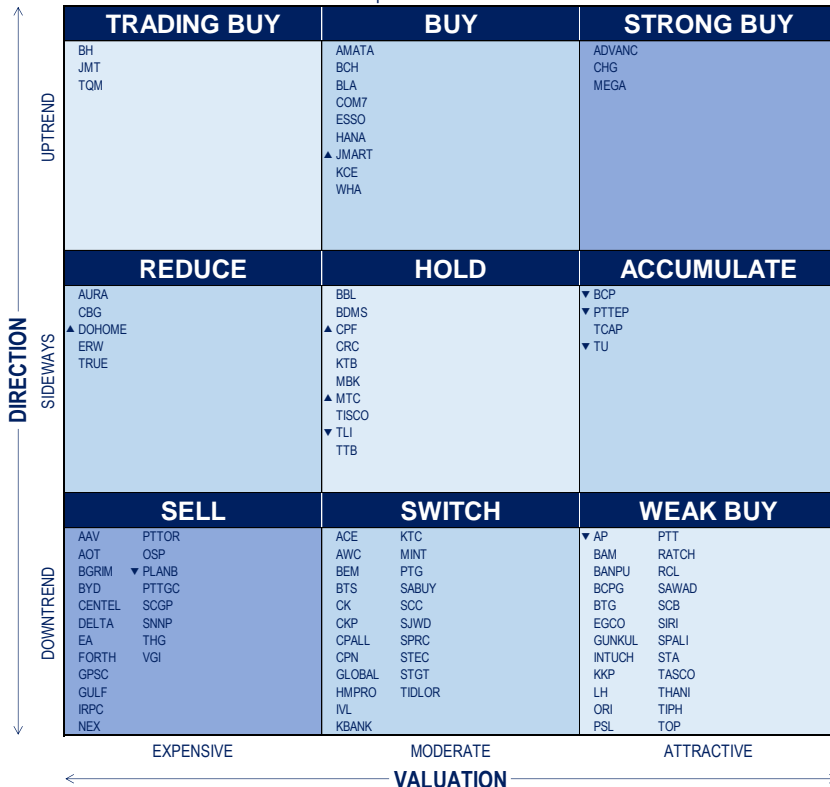 TRADING BUY BUY STRONG BUY
BH AMATA ADVANC
JMT BCH CHG
TQM BLA MEGA
COM7
ESSO
HANA
▲ JMART
KCE
WHA
UPTREND
REDUCE HOLD ACCUMULATE
AURA BBL ▼ BCP
CBG BDMS ▼ PTTEP
▲ DOHOME ▲ CPF TCAP
ERW CRC ▼ TU
TRUE KTB
MBK
▲ MTC
TISCO
▼ TLI
TTB
DIRECTION
SIDEWAYS
SELL SWITCH WEAK BUY
AAV PTTOR ACE KTC ▼ AP PTT
AOT OSP AWC MINT BAM RATCH
BGRIM ▼ PLANB BEM PTG BANPU RCL
BYD PTTGC BTS SABUY BCPG SAWAD
CENTEL SCGP CK SCC BTG SCB
DELTA SNNP CKP SJWD EGCO SIRI
EA THG CPALL SPRC GUNKUL SPALI
FORTH VGI CPN STEC INTUCH STA
GPSC GLOBAL STGT KKP TASCO
GULF HMPRO TIDLOR LH THANI
IRPC IVL ORI TIPH
NEX KBANK PSL TOP
DOWNTREND
EXPENSIVE MODERATE ATTRACTIVE
VALUATION